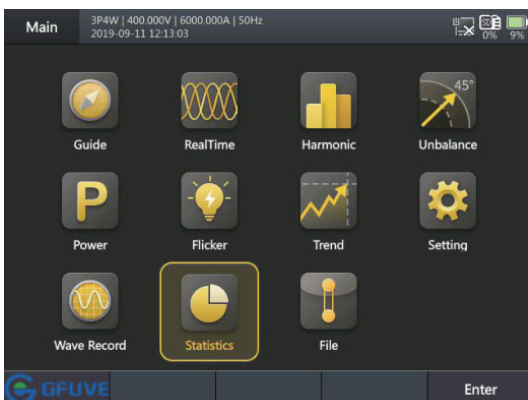 Main
3P4W | 400.000V | 6000.000A | 50Hz
2019-09-11 12:13:03
0%
9%
45°
Guide
RealTime
Harmonic
Unbalance
P
Power
Flicker
Trend
Setting
Wave Record
Statistics
File
GFUVE
Enter